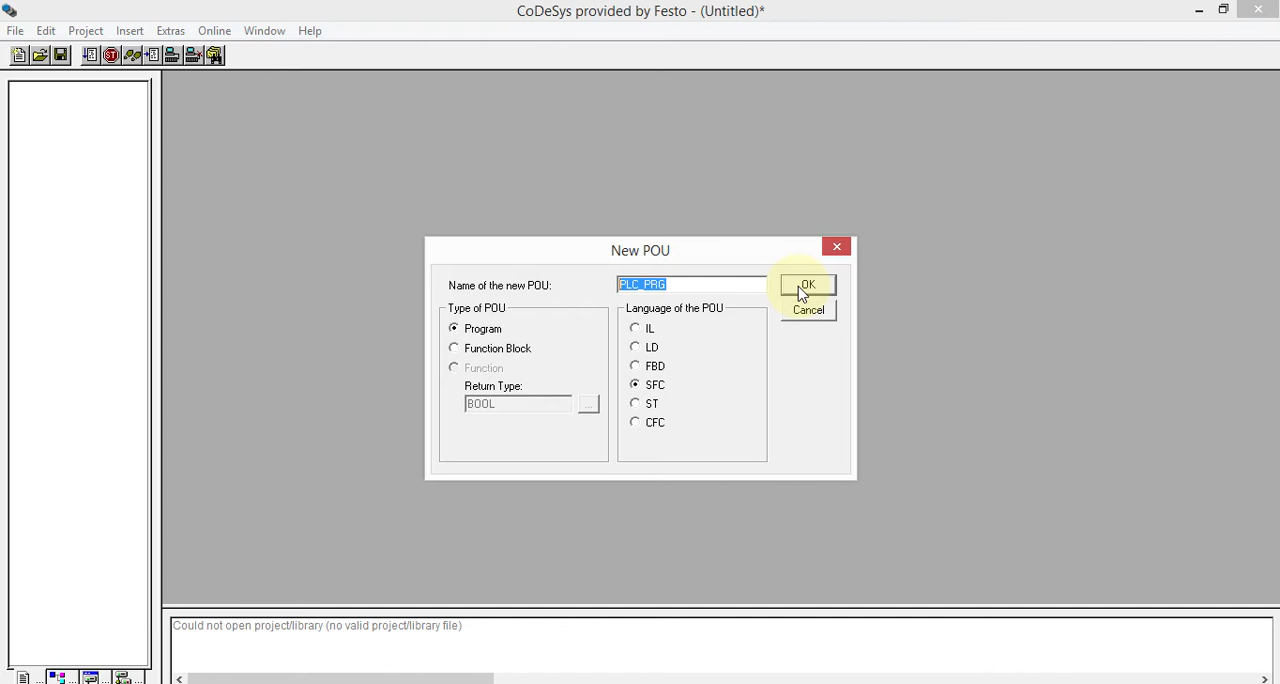 CoDeSys provided by Festo - (Untitled)*
File Edit Project Insert Extras Online Window Help
New POU
Name of the new POU: PLC_PRG OK
Type of POU Language of the POU Cancel
Program IL
Function Block LD
Function FBD
Return Type: SFC
BOOL ... ST
CFC
Could not open project/library (no valid project/library file)